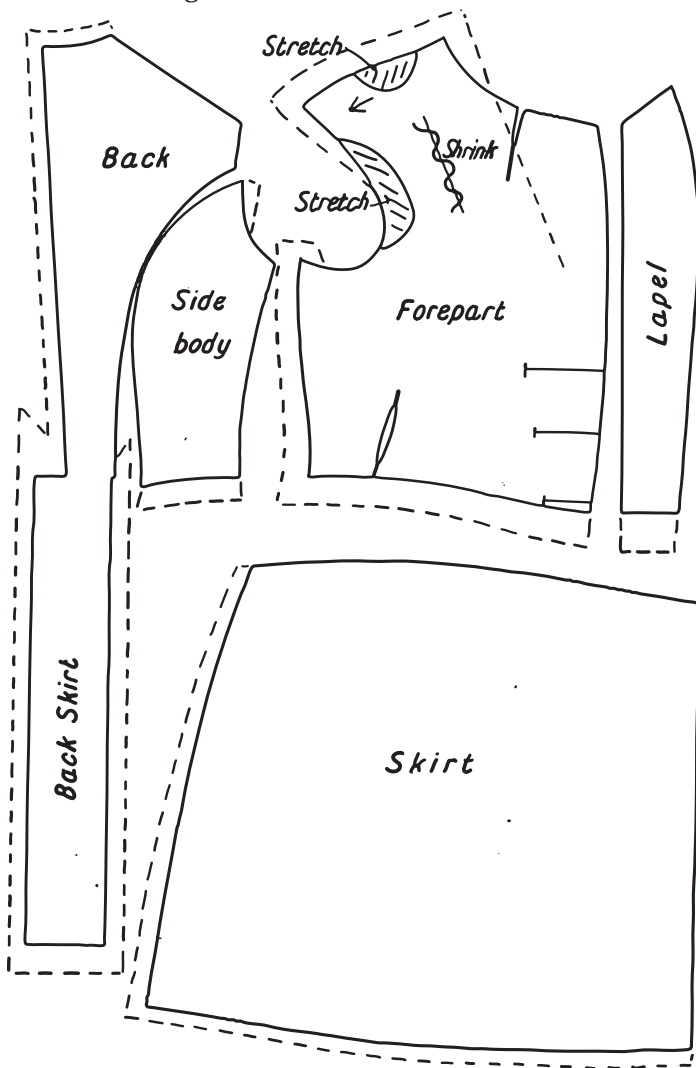 Stretch
Back
Shrink
Stretch
Side
body
Forepart
Lapel
Back Skirt
Skirt